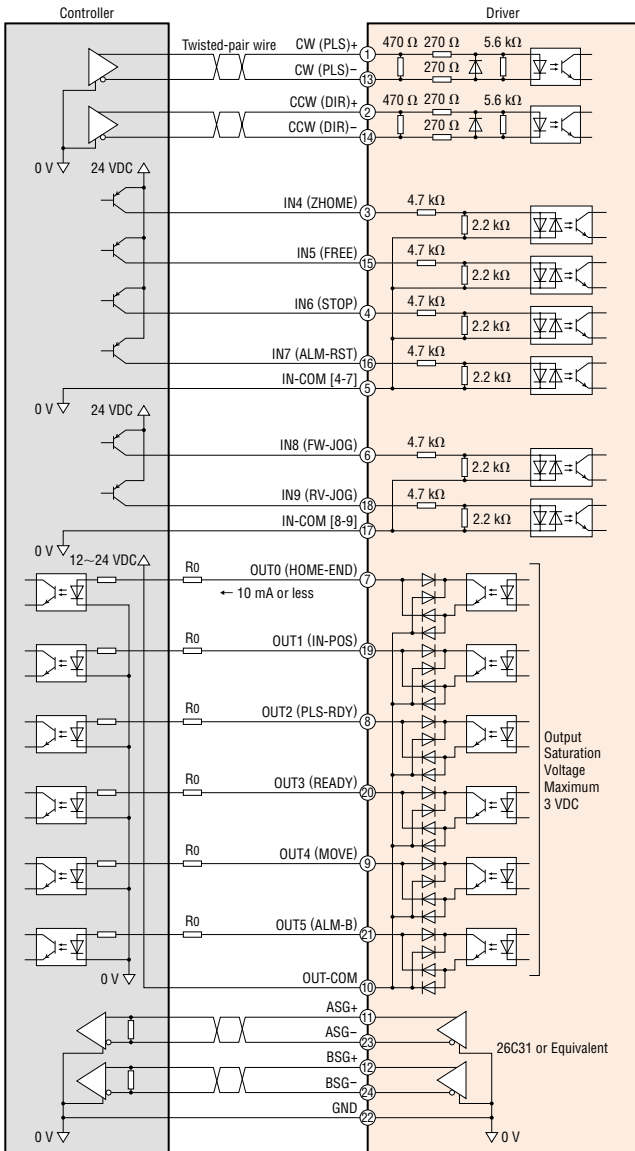 Controller Driver
Twisted-pair wire CW (PLS)+ 1 470 Ω 270 Ω 5.6 kΩ
CW (PLS)− 13 270 Ω
CCW (DIR)+ 2 470 Ω 270 Ω 5.6 kΩ
CCW (DIR)− 14 270 Ω
0 V 24 VDC
IN4 (ZHOME) 3 4.7 kΩ
2.2 kΩ
IN5 (FREE) 15 4.7 kΩ
2.2 kΩ
IN6 (STOP) 4 4.7 kΩ
2.2 kΩ
IN7 (ALM-RST) 16 4.7 kΩ
IN-COM [4-7] 5 2.2 kΩ
0 V 24 VDC
IN8 (FW-JOG) 6 4.7 kΩ
2.2 kΩ
IN9 (RV-JOG) 18 4.7 kΩ
IN-COM [8-9] 17 2.2 kΩ
0 V
12~24 VDC
R0 OUT0 (HOME-END) 7
← 10 mA or less
R0 OUT1 (IN-POS) 19
R0 OUT2 (PLS-RDY) 8
Output
Saturation
Voltage
Maximum
3 VDC
R0 OUT3 (READY) 20
R0 OUT4 (MOVE) 9
R0 OUT5 (ALM-B) 21
0 V OUT-COM 10
ASG+ 11
ASG− 23 26C31 or Equivalent
BSG+ 12
BSG− 24
GND 22
0 V 0 V